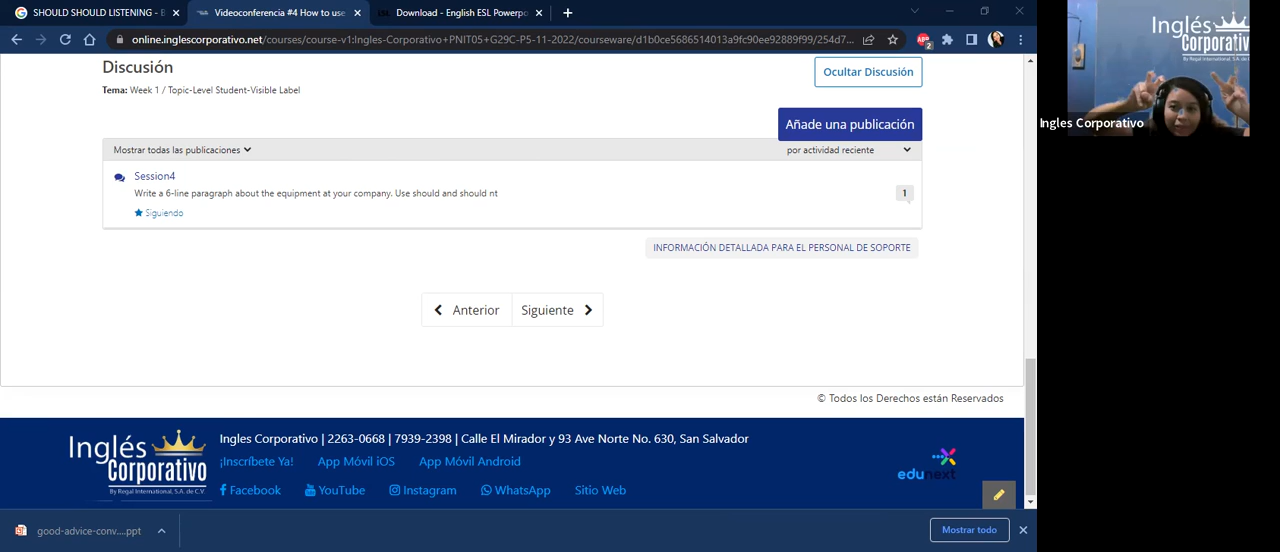 SHOULD SHOULD LISTENING - B
Videoconferencia #4 How to use
Download - English ESL Powerpo
online.inglescorporativo.net/courses/course-v1:Ingles-Corporativo+PNIT05+G29C-P5-11-2022/courseware/d1b0ce5686514013a9fc90ee92889f99/254d7...
2
Discusión
Ocultar Discusión
Tema: Week 1 / Topic-Level Student-Visible Label
Añade una publicación
Mostrar todas las publicaciones
por actividad reciente
Session4
Write a 6-line paragraph about the equipment at your company. Use should and should nt
1
Siguiendo
INFORMACIÓN DETALLADA PARA EL PERSONAL DE SOPORTE
Anterior
Siguiente
© Todos los Derechos están Reservados
Inglés Corporativo
By Regal International, S.A. de C.V.
Ingles Corporativo | 2263-0668 | 7939-2398 | Calle El Mirador y 93 Ave Norte No. 630, San Salvador
¡Inscríbete Ya!
App Móvil iOS
App Móvil Android
Facebook
YouTube
Instagram
WhatsApp
Sitio Web
edunext
good-advice-conv....ppt
Mostrar todo
Inglés
Corporativo
By Regal International, S.A. de C.V.
Ingles Corporativo